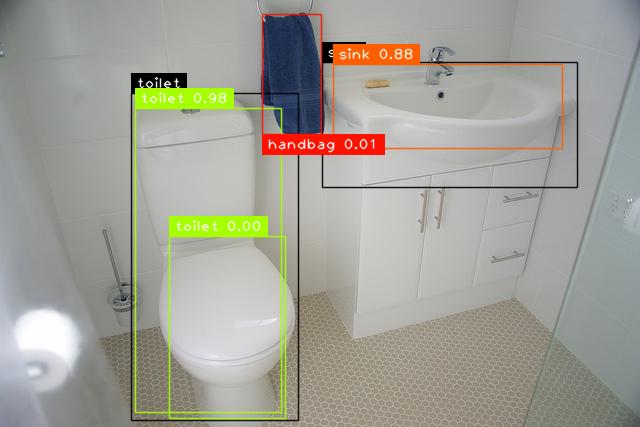 sink 0.88
toilet
toilet 0.98
handbag 0.01
toilet 0.00